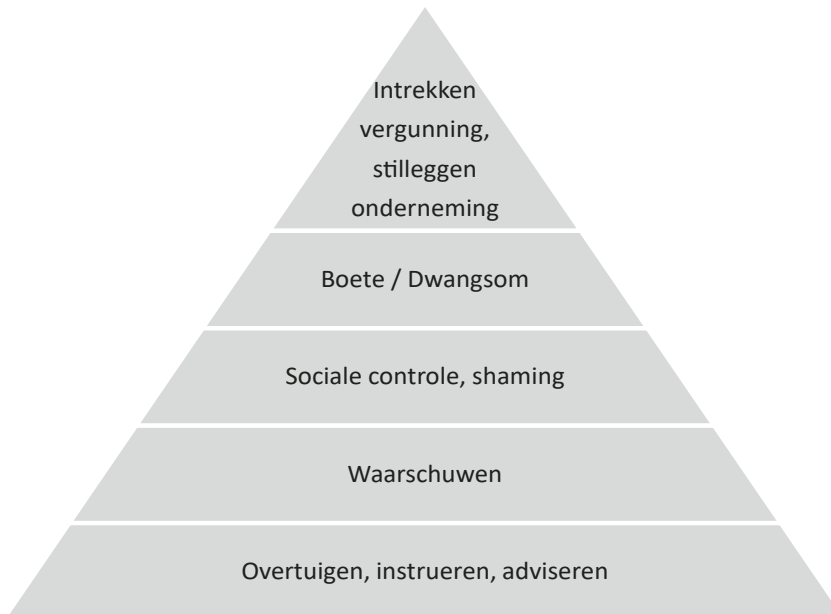 Intrekken
vergunning,
stilleggen
onderneming
Boete / Dwangsom
Sociale controle, shaming
Waarschuwen
Overtuigen, instrueren, adviseren